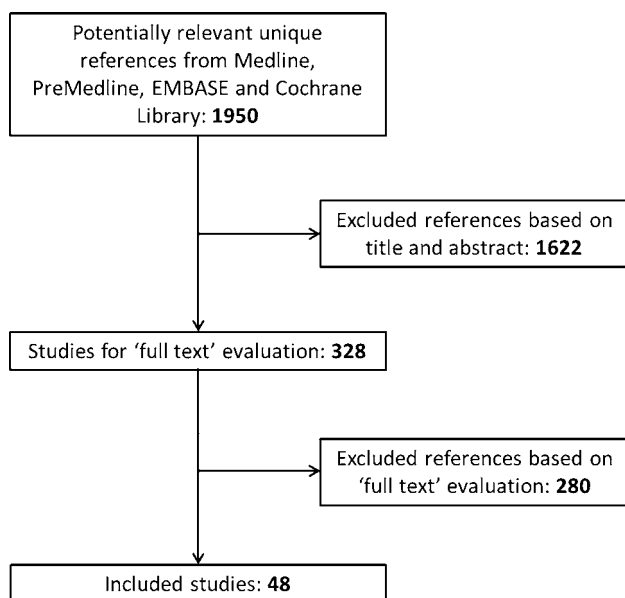 Potentially relevant unique
references from Medline,
PreMedline, EMBASE and Cochrane
Library: 1950
Excluded references based on
title and abstract: 1622
Studies for ‘full text’ evaluation: 328
Excluded references based on
‘full text’ evaluation: 280
Included studies: 48